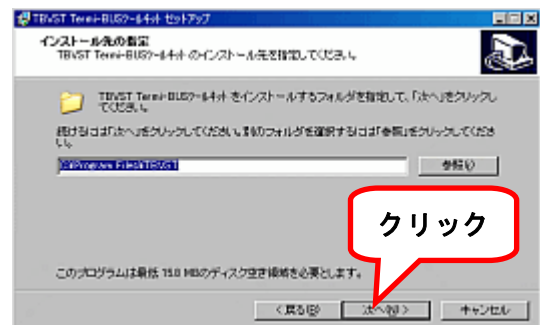 TBVST Termi-BUSツールキット セットアップ
インストール先の指定
TBVST Termi-BUSツールキット のインストール先を指定してください。
TBVST Termi-BUSツールキット をインストールするフォルダを指定して、「次へ」をクリックし
てください。
続けるには「次へ」をクリックしてください。別のフォルダを選択するには「参照」をクリックしてくださ
い。
C:\Program Files\TBVST
参照(R)
クリック
このプログラムは最低 15.0 MBのディスク空き領域を必要とします。
< 戻る(B)
次へ(N) >
キャンセル